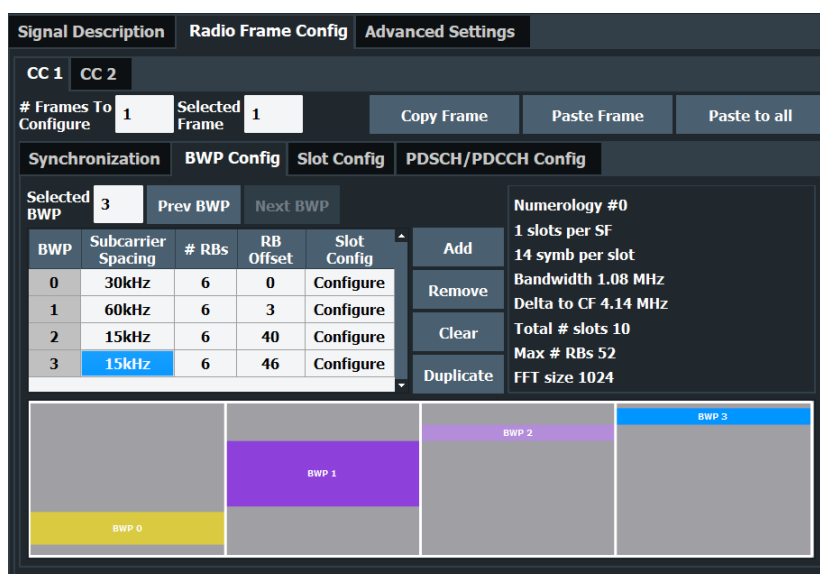 Signal Description Radio Frame Config Advanced Settings
CC 1 CC 2
# Frames To Configure 1 Selected Frame 1 Copy Frame Paste Frame Paste to all
Synchronization BWP Config Slot Config PDSCH/PDCCH Config
Selected BWP 3 Prev BWP Next BWP
BWP Subcarrier Spacing # RBs RB Offset Slot Config
0 30kHz 6 0 Configure
1 60kHz 6 3 Configure
2 15kHz 6 40 Configure
3 15kHz 6 46 Configure
Add
Remove
Clear
Duplicate
Numerology #0
1 slots per SF
14 symb per slot
Bandwidth 1.08 MHz
Delta to CF 4.14 MHz
Total # slots 10
Max # RBs 52
FFT size 1024
BWP 3
BWP 2
BWP 1
BWP 0